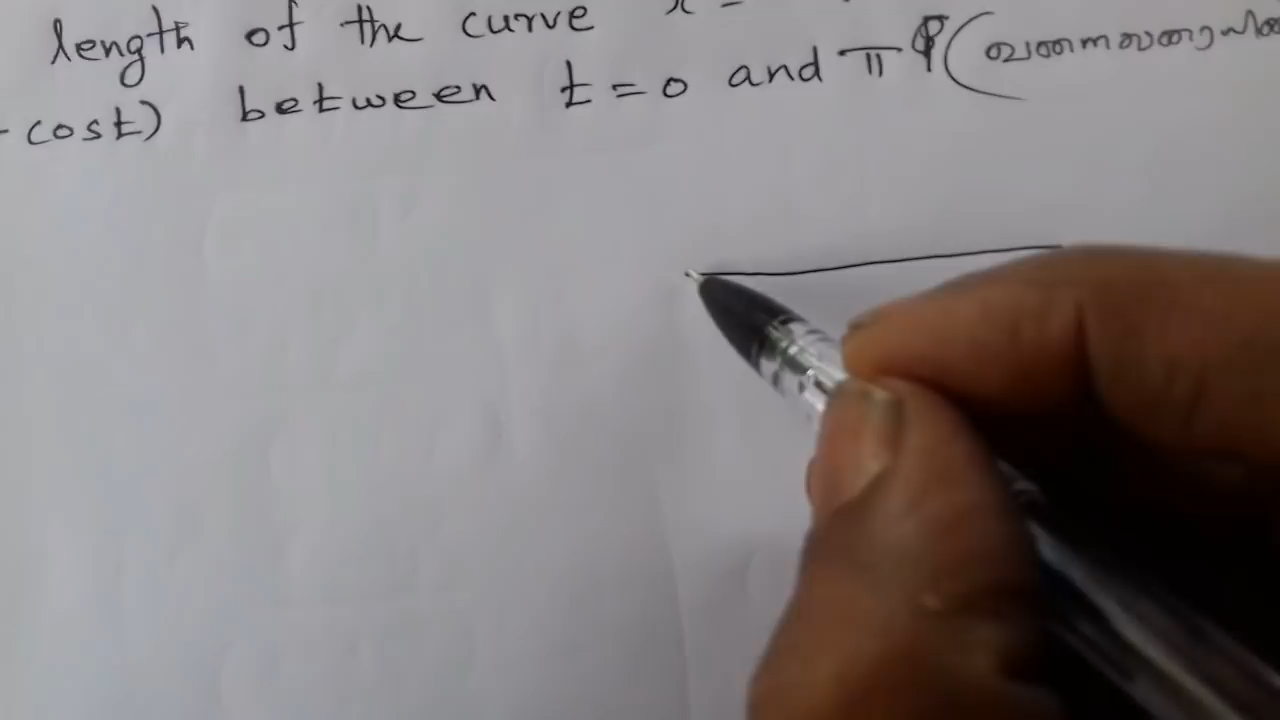 length of the curve x =
- cost) between t = 0 and π ?(